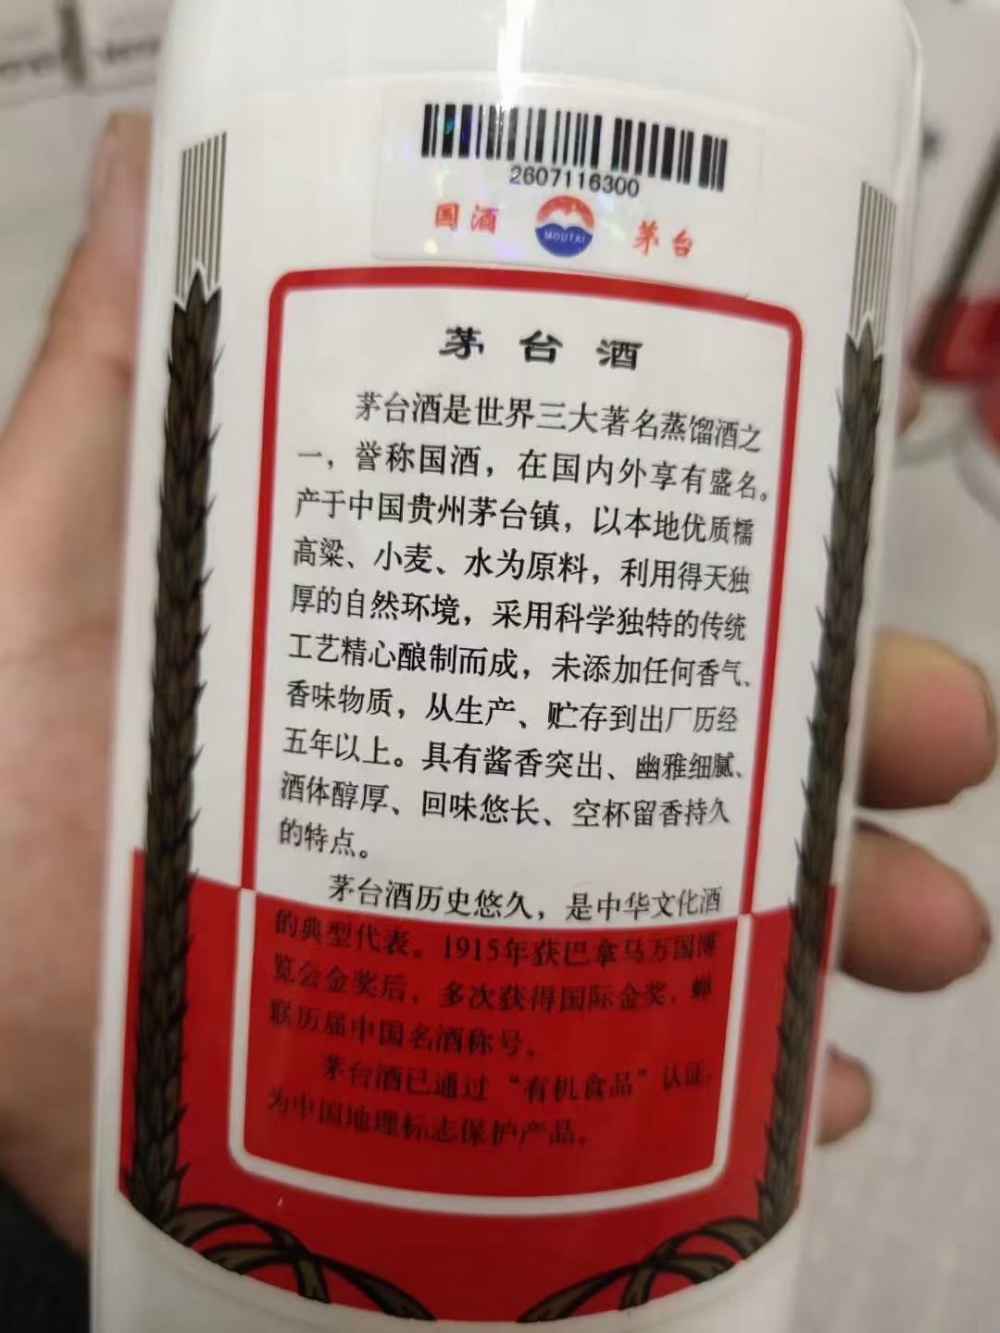 2607116300
国酒 MOUTAI 茅台
茅台酒
茅台酒是世界三大著名蒸馏酒之
一，誉称国酒，在国内外享有盛名。
产于中国贵州茅台镇，以本地优质糯
高粱、小麦、水为原料，利用得天独
厚的自然环境，采用科学独特的传统
工艺精心酿制而成，未添加任何香气、
香味物质，从生产、贮存到出厂历经
五年以上。具有酱香突出、幽雅细腻、
酒体醇厚、回味悠长、空杯留香持久
的特点。
茅台酒历史悠久，是中华文化酒
的典型代表。1915年获巴拿马万国博
览会金奖后，多次获得国际金奖，蝉
联历届中国名酒称号。
茅台酒已通过“有机食品”认证，
为中国地理标志保护产品。